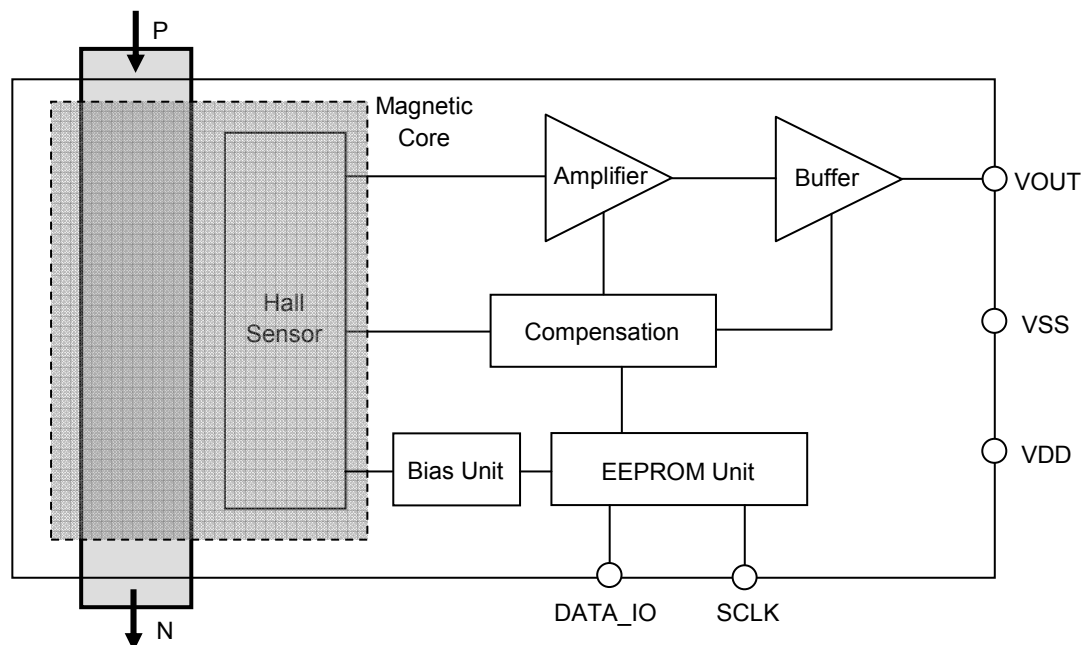 P
Magnetic
Core
Amplifier
Buffer
VOUT
Hall
Sensor
Compensation
VSS
Bias Unit
EEPROM Unit
VDD
DATA_IO
SCLK
N